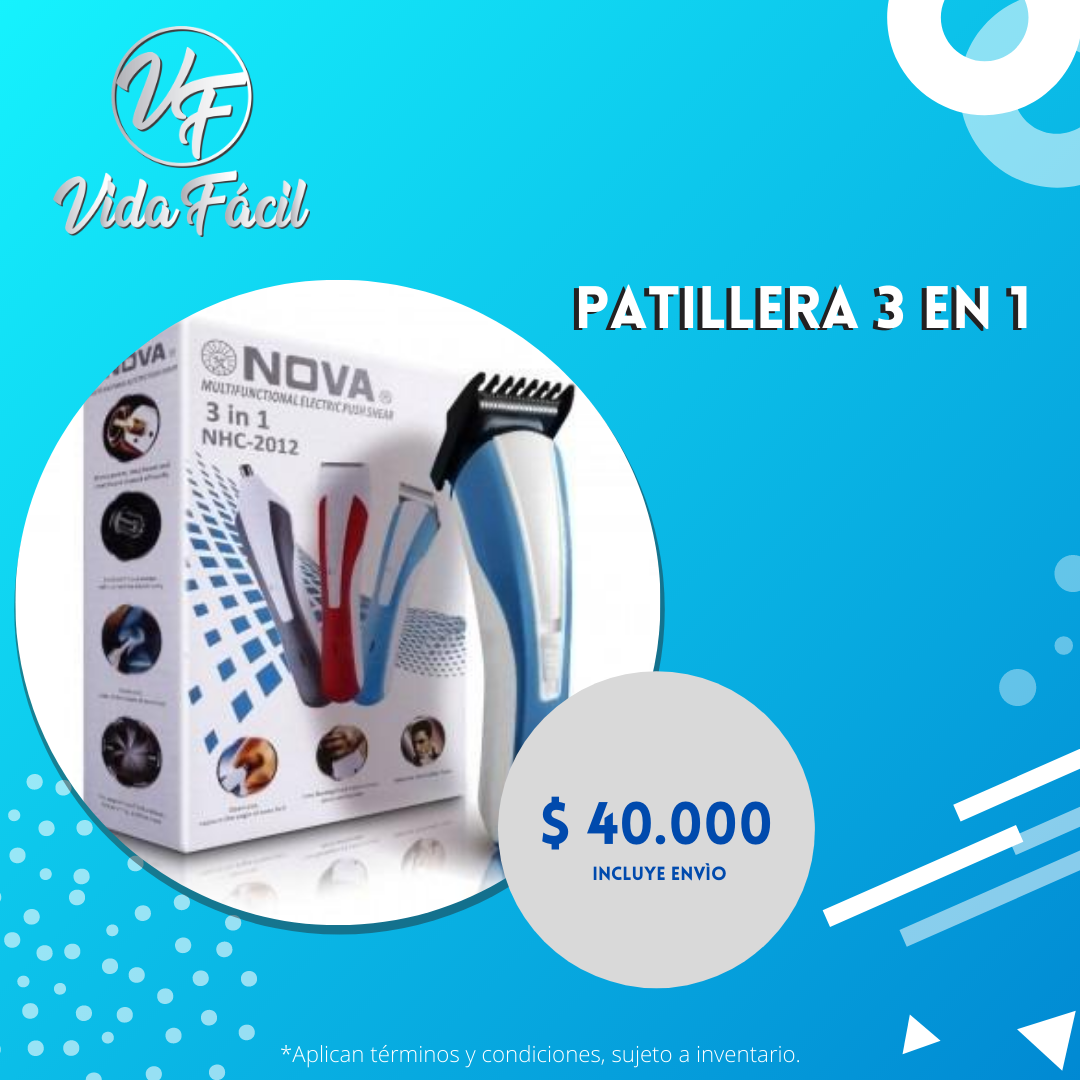 VF
Vida Fácil
PATILLERA 3 EN 1
NOVA
NOVA ®
MULTIFUNCTIONAL ELECTRIC PUSH SHEAR
3 in 1
NHC-2012
$ 40.000
INCLUYE ENVÌO
*Aplican términos y condiciones, sujeto a inventario.